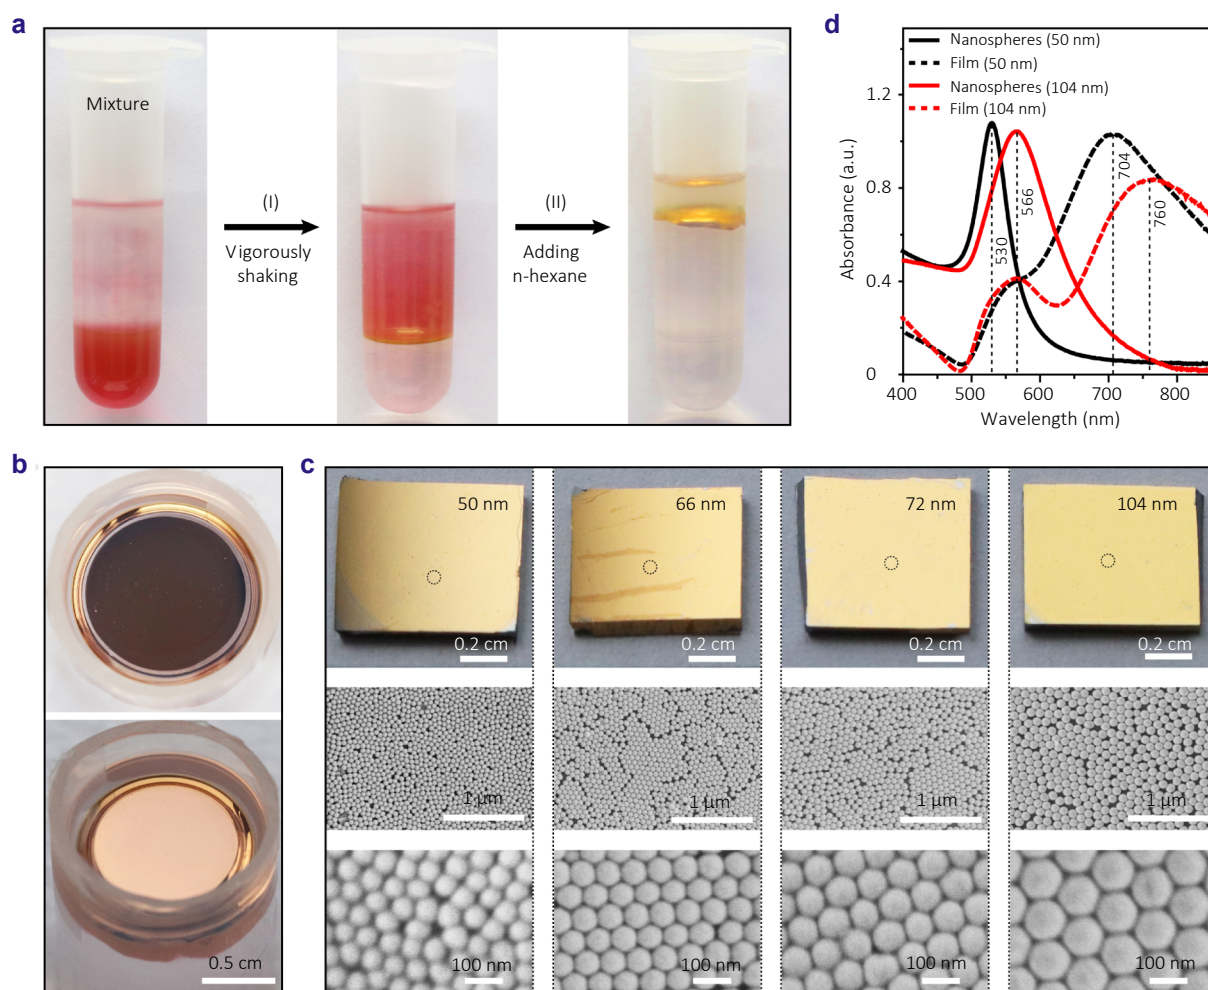 a
Mixture
(I)
Vigorously
shaking
(II)
Adding
n-hexane
d
Nanospheres (50 nm)
Film (50 nm)
Nanospheres (104 nm)
Film (104 nm)
1.2
0.8
0.4
0
Absorbance (a.u.)
530
566
704
760
400
500
600
700
800
Wavelength (nm)
b
0.5 cm
c
50 nm
66 nm
72 nm
104 nm
0.2 cm
0.2 cm
0.2 cm
0.2 cm
1 µm
1 µm
1 µm
1 µm
100 nm
100 nm
100 nm
100 nm